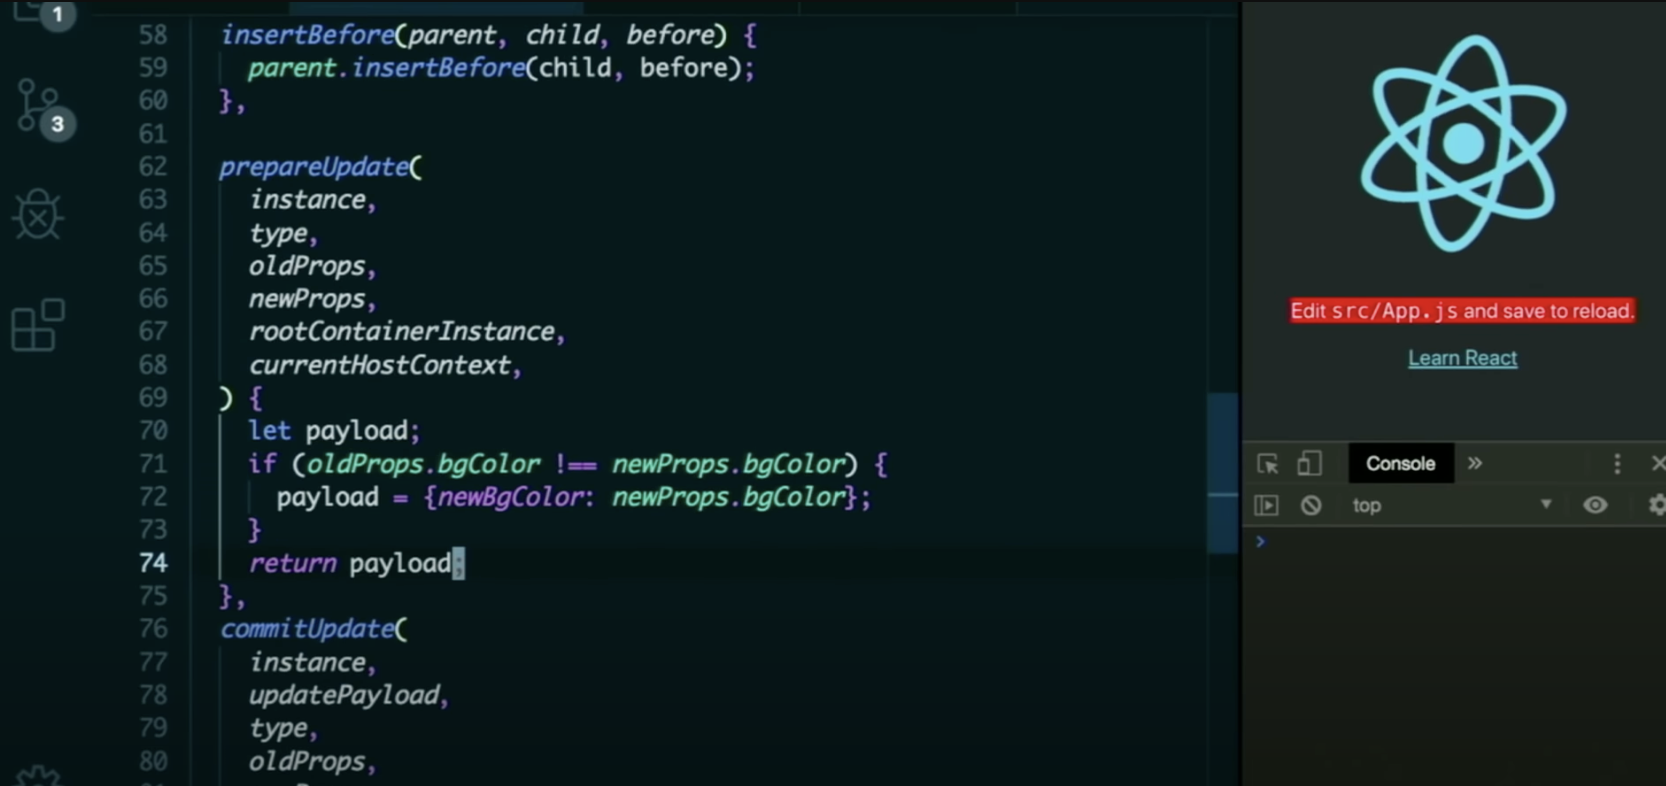 1
3
58 insertBefore(parent, child, before) {
59 parent.insertBefore(child, before);
60 },
61
62 prepareUpdate(
63 instance,
64 type,
65 oldProps,
66 newProps,
67 rootContainerInstance,
68 currentHostContext,
69 ) {
70 let payload;
71 if (oldProps.bgColor !== newProps.bgColor) {
72 payload = {newBgColor: newProps.bgColor};
73 }
74 return payload;
75 },
76 commitUpdate(
77 instance,
78 updatePayload,
79 type,
80 oldProps,
Edit src/App.js and save to reload.
Learn React
Console »
top